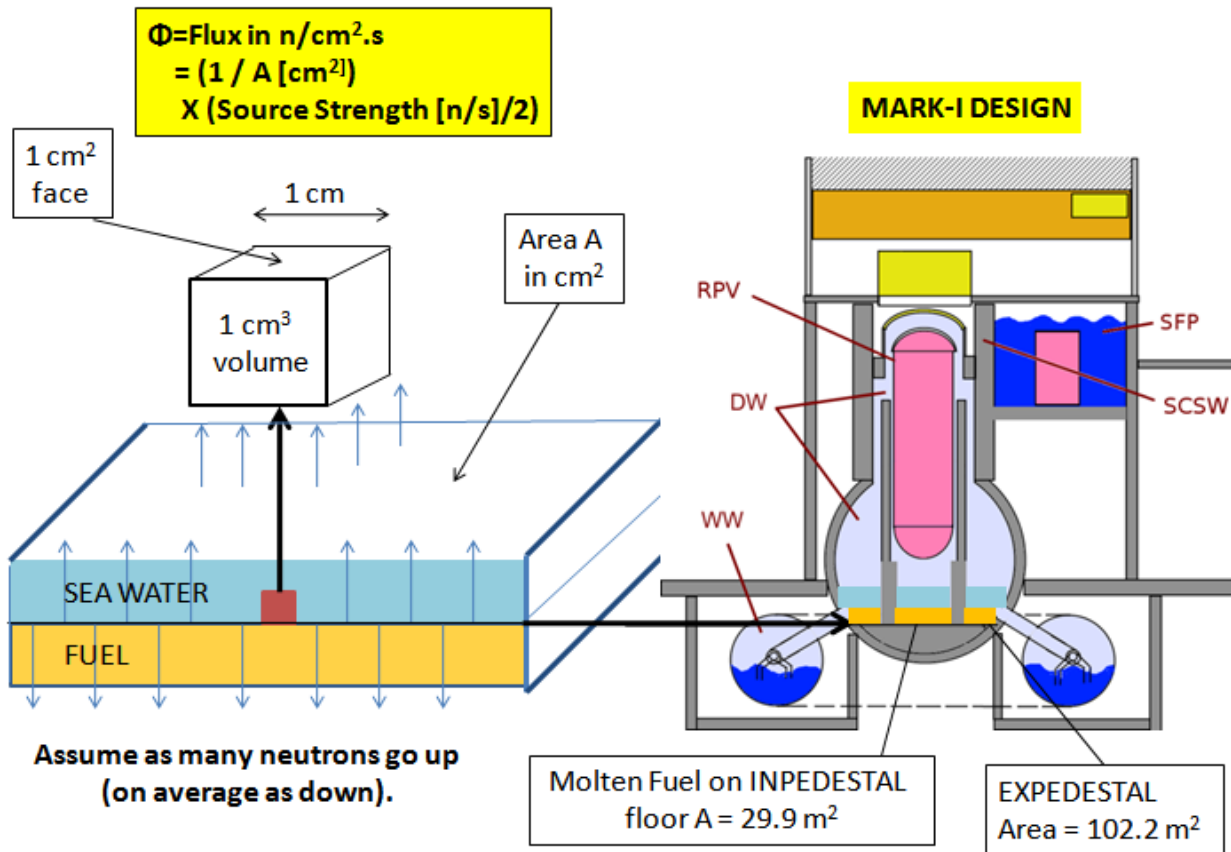 Φ=Flux in n/cm².s
= (1 / A [cm²])
X (Source Strength [n/s]/2)
MARK-I DESIGN
1 cm²
face
1 cm
Area A
in cm²
1 cm³
volume
RPV
SFP
DW
SCSW
WW
SEA WATER
FUEL
Assume as many neutrons go up
(on average as down).
Molten Fuel on INPEDESTAL
floor A = 29.9 m²
EXPEDESTAL
Area = 102.2 m²